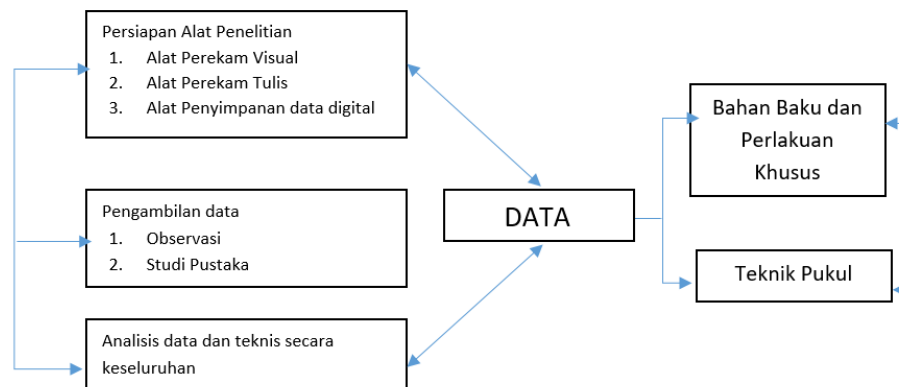 Persiapan Alat Penelitian
1. Alat Perekam Visual
2. Alat Perekam Tulis
3. Alat Penyimpanan data digital
Pengambilan data
1. Observasi
2. Studi Pustaka
Analisis data dan teknis secara
keseluruhan
DATA
Bahan Baku dan
Perlakuan
Khusus
Teknik Pukul